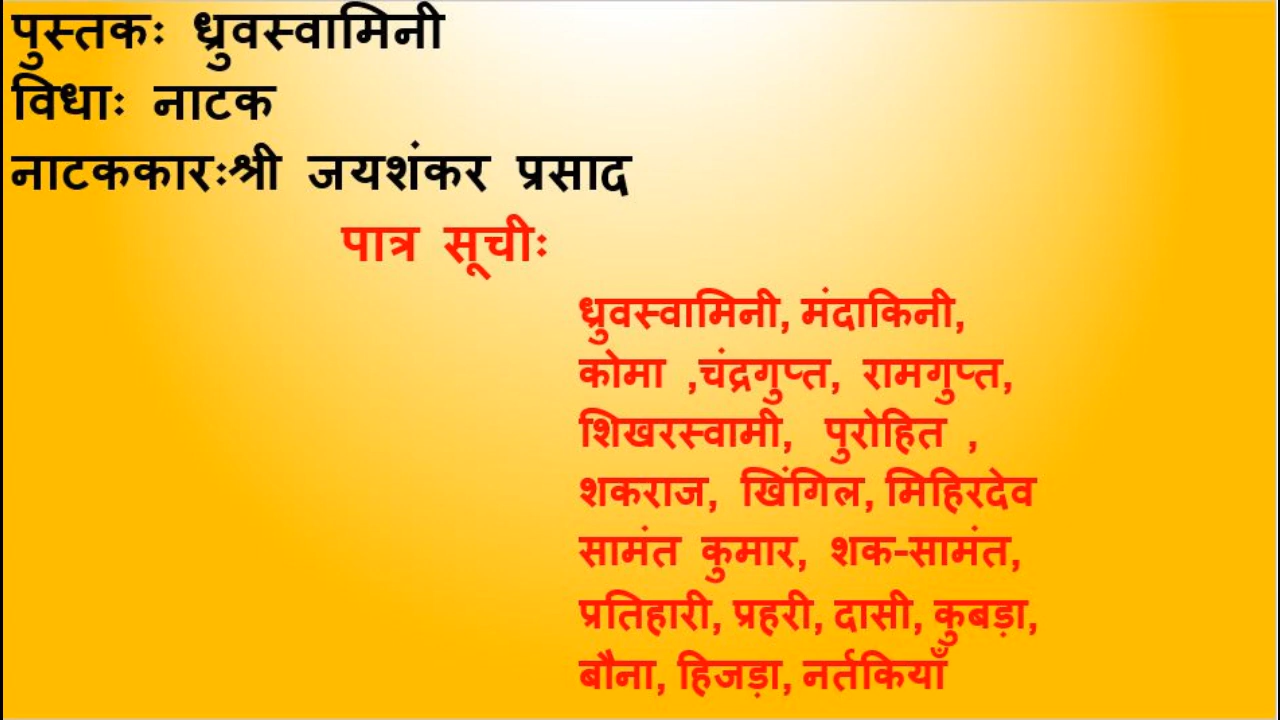 पुस्तकः ध्रुवस्वामिनी
विधाः नाटक
नाटककारःश्री जयशंकर प्रसाद
पात्र सूचीः
ध्रुवस्वामिनी, मंदाकिनी,
कोमा ,चंद्रगुप्त, रामगुप्त,
शिखरस्वामी, पुरोहित ,
शकराज, खिंगिल, मिहिरदेव
सामंत कुमार, शक-सामंत,
प्रतिहारी, प्रहरी, दासी, कुबड़ा,
बौना, हिजड़ा, नर्तकियाँ